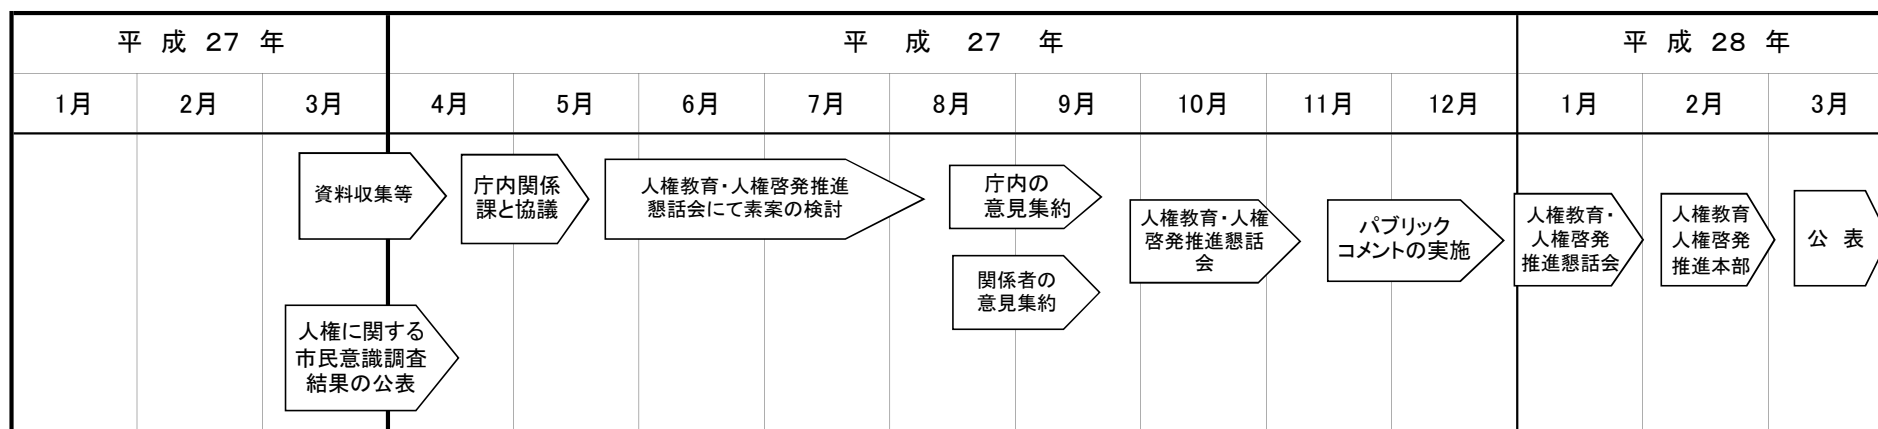 平 成 27 年
平 成 27 年
平 成 28 年
1月 2月 3月 4月 5月 6月 7月 8月 9月 10月 11月 12月 1月 2月 3月
資料収集等
人権に関する
市民意識調査
結果の公表
庁内関係
課と協議
人権教育・人権啓発推進
懇話会にて素案の検討
庁内の
意見集約
関係者の
意見集約
人権教育・人権
啓発推進懇話
会
パブリック
コメントの実施
人権教育・
人権啓発
推進懇話会
人権教育
人権啓発
推進本部
公 表